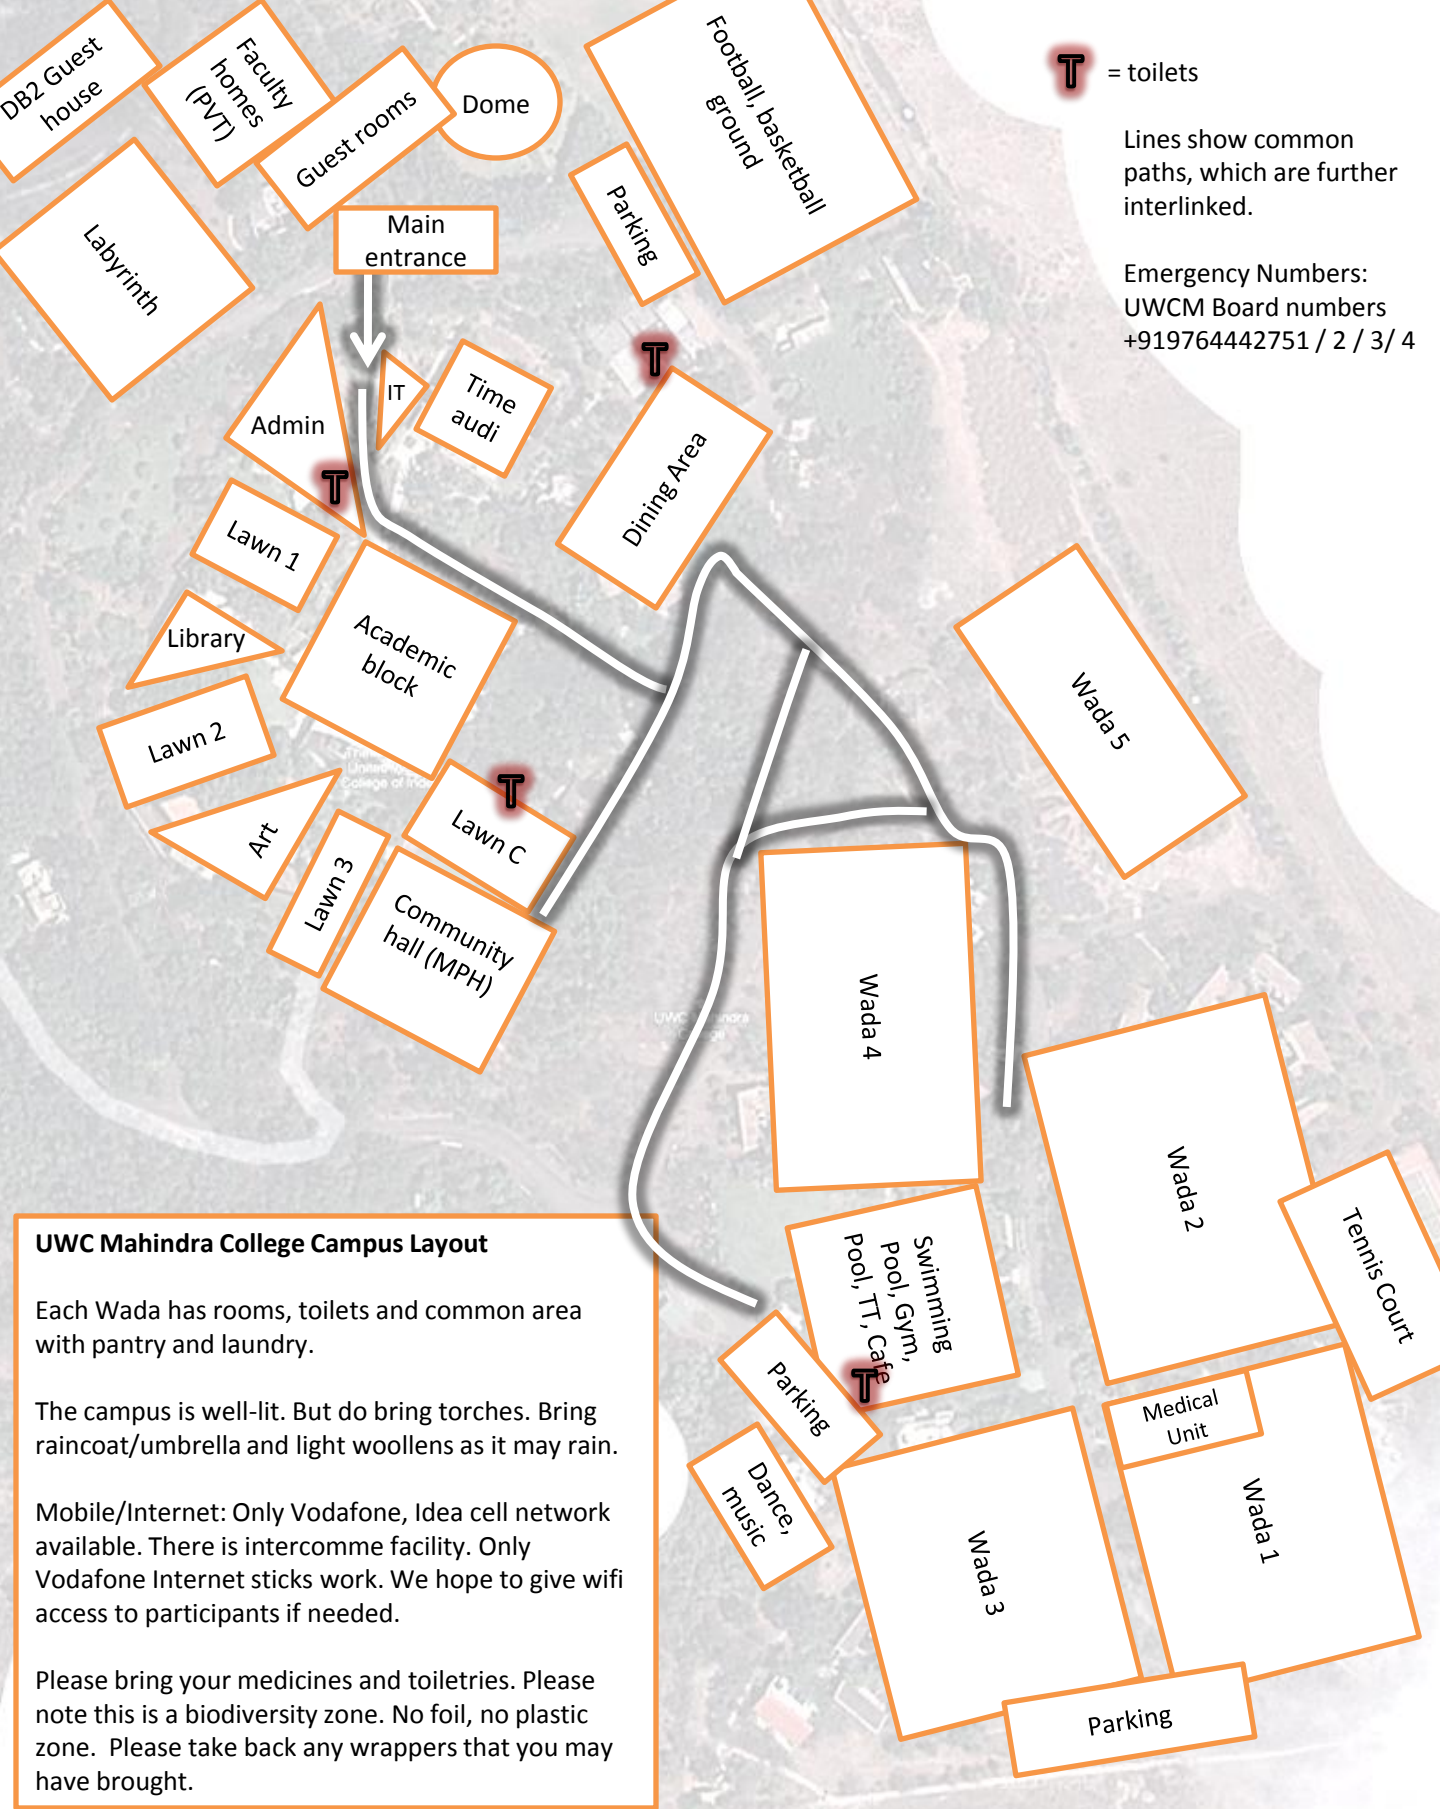 DB2 Guest
house
Faculty
homes
(PVT)
Guest rooms
Dome
Football, basketball
ground
Parking
T = toilets
Lines show common
paths, which are further
interlinked.
Emergency Numbers:
UWCM Board numbers
+919764442751 / 2 / 3/ 4
Labyrinth
Main
entrance
Admin
IT
Time
audi
T
T
Dining Area
Lawn 1
Library
Academic
block
Lawn 2
Art
Lawn 3
T
Lawn C
Community
hall (MPH)
Wada 5
Wada 4
Wada 2
Tennis Court
Swimming
Pool, Gym,
Pool, TT, Cafe
T
Parking
Dance,
music
Medical
Unit
Wada 1
Wada 3
Parking
UWC Mahindra College Campus Layout
Each Wada has rooms, toilets and common area
with pantry and laundry.
The campus is well-lit. But do bring torches. Bring
raincoat/umbrella and light woollens as it may rain.
Mobile/Internet: Only Vodafone, Idea cell network
available. There is intercomme facility. Only
Vodafone Internet sticks work. We hope to give wifi
access to participants if needed.
Please bring your medicines and toiletries. Please
note this is a biodiversity zone. No foil, no plastic
zone.  Please take back any wrappers that you may
have brought.